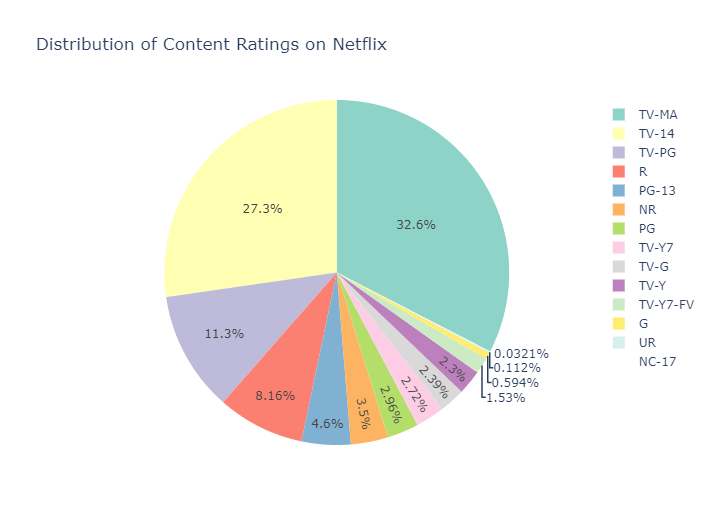 Distribution of Content Ratings on Netflix
TV-MA
TV-14
TV-PG
R
PG-13
NR
PG
TV-Y7
TV-G
TV-Y
TV-Y7-FV
G
UR
NC-17
32.6%
27.3%
11.3%
8.16%
4.6%
3.5%
2.96%
2.72%
2.39%
2.3%
1.53%
0.594%
0.112%
0.0321%